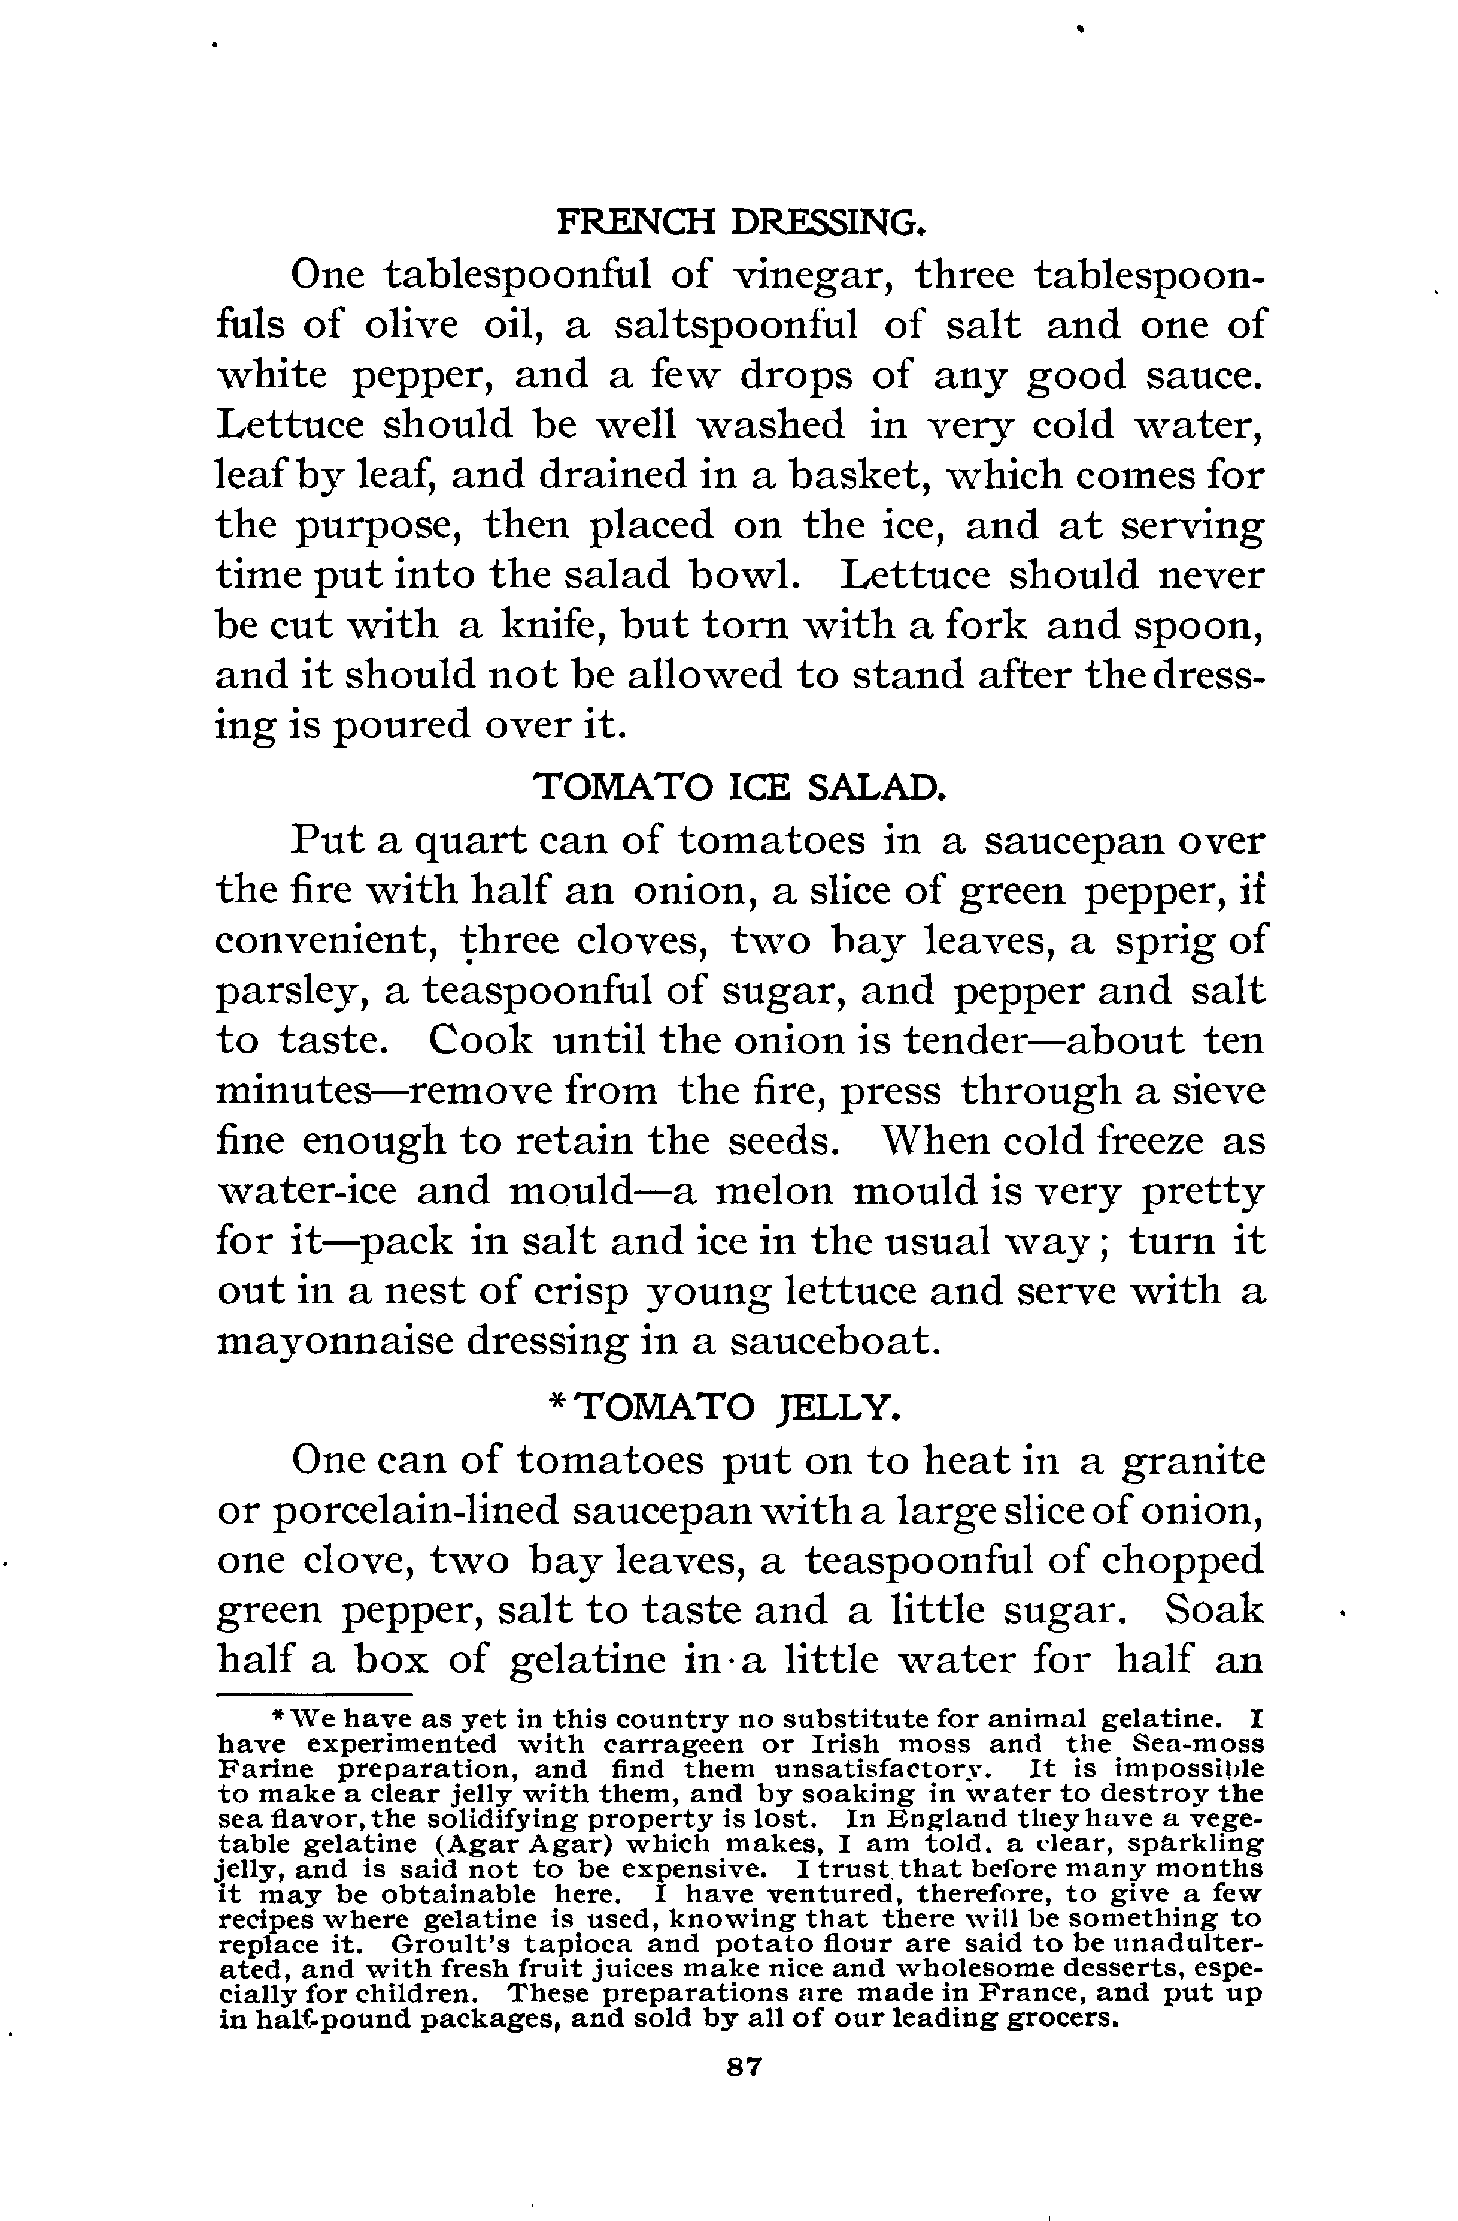 FRENCH DRESSING.
One tablespoonful of vinegar, three tablespoon-
fuls of olive oil, a saltspoonful of salt and one of
white pepper, and a few drops of any good sauce.
Lettuce should be well washed in very cold water,
leaf by leaf, and drained in a basket, which comes for
the purpose, then placed on the ice, and at serving
time put into the salad bowl. Lettuce should never
be cut with a knife, but torn with a fork and spoon,
and it should not be allowed to stand after the dress-
ing is poured over it.
TOMATO ICE SALAD.
Put a quart can of tomatoes in a saucepan over
the fire with half an onion, a slice of green pepper, if
convenient, three cloves, two bay leaves, a sprig of
parsley, a teaspoonful of sugar, and pepper and salt
to taste. Cook until the onion is tender—about ten
minutes—remove from the fire, press through a sieve
fine enough to retain the seeds. When cold freeze as
water-ice and mould—a melon mould is very pretty
for it—pack in salt and ice in the usual way; turn it
out in a nest of crisp young lettuce and serve with a
mayonnaise dressing in a sauceboat.
* TOMATO JELLY.
One can of tomatoes put on to heat in a granite
or porcelain-lined saucepan with a large slice of onion,
one clove, two bay leaves, a teaspoonful of chopped
green pepper, salt to taste and a little sugar. Soak
half a box of gelatine in a little water for half an
* We have as yet in this country no substitute for animal gelatine. I
have experimented with carrageen or Irish moss and the Sea-moss
Farine preparation, and find them unsatisfactory. It is impossible
to make a clear jelly with them, and by soaking in water to destroy the
sea flavor, the solidifying property is lost. In England they have a vege-
table gelatine (Agar Agar) which makes, I am told, a clear, sparkling
jelly, and is said not to be expensive. I trust that before many months
it may be obtainable here. I have ventured, therefore, to give a few
recipes where gelatine is used, knowing that there will be something to
replace it. Groult's tapioca and potato flour are said to be unadulter-
ated, and with fresh fruit juices make nice and wholesome desserts, espe-
cially for children. These preparations are made in France, and put up
in half-pound packages, and sold by all of our leading grocers.
87